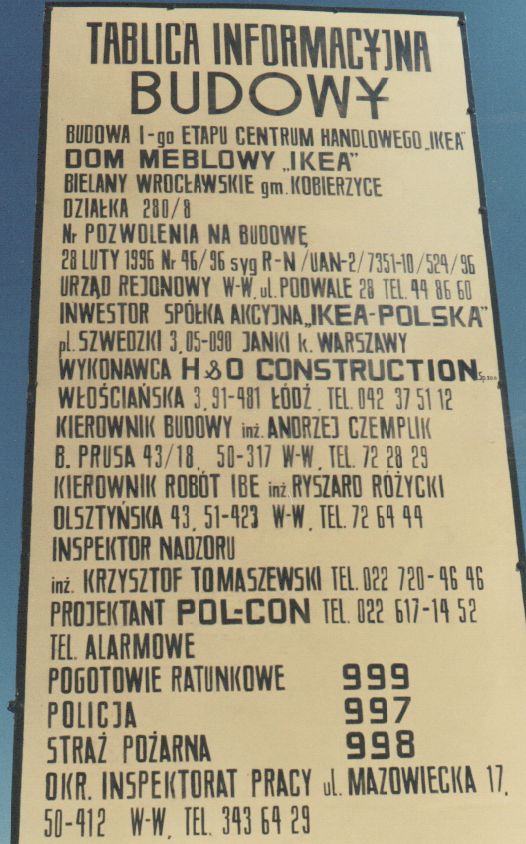 TABLICA INFORMACYJNA
BUDOWY
BUDOWA I-go ETAPU CENTRUM HANDLOWEGO „IKEA"
DOM MEBLOWY „IKEA"
BIELANY WROCŁAWSKIE gm. KOBIERZYCE
DZIAŁKA 280/8
Nr POZWOLENIA NA BUDOWĘ
28 LUTY 1996 Nr 46/96 syg R-N/UAN-2/7351-10/524/96
URZĄD REJONOWY W-W, ul. PODWALE 28 TEL. 44 86 60
INWESTOR SPÓŁKA AKCYJNA „IKEA-POLSKA"
pl. SZWEDZKI 3, 05-090 JANKI k. WARSZAWY
WYKONAWCA H&O CONSTRUCTION Sp. z o.o
WŁOŚCIAŃSKA 3, 91-481 ŁÓDŹ, TEL. 042 37 51 12
KIEROWNIK BUDOWY inż. ANDRZEJ CZEMPLIK
B. PRUSA 43/18, 50-317 W-W, TEL. 72 28 29
KIEROWNIK ROBÓT IBE inż RYSZARD RÓŻYCKI
OLSZTYŃSKA 43, 51-423 W-W, TEL. 72 64 44
INSPEKTOR NADZORU
inż. KRZYSZTOF TOMASZEWSKI TEL. 022 720-46 46
PROJEKTANT POL-CON TEL. 022 617-14 52
TEL. ALARMOWE
POGOTOWIE RATUNKOWE 999
POLICJA 997
STRAŻ POŻARNA 998
OKR. INSPEKTORAT PRACY ul. MAZOWIECKA 17,
50-412 W-W, TEL. 343 64 29